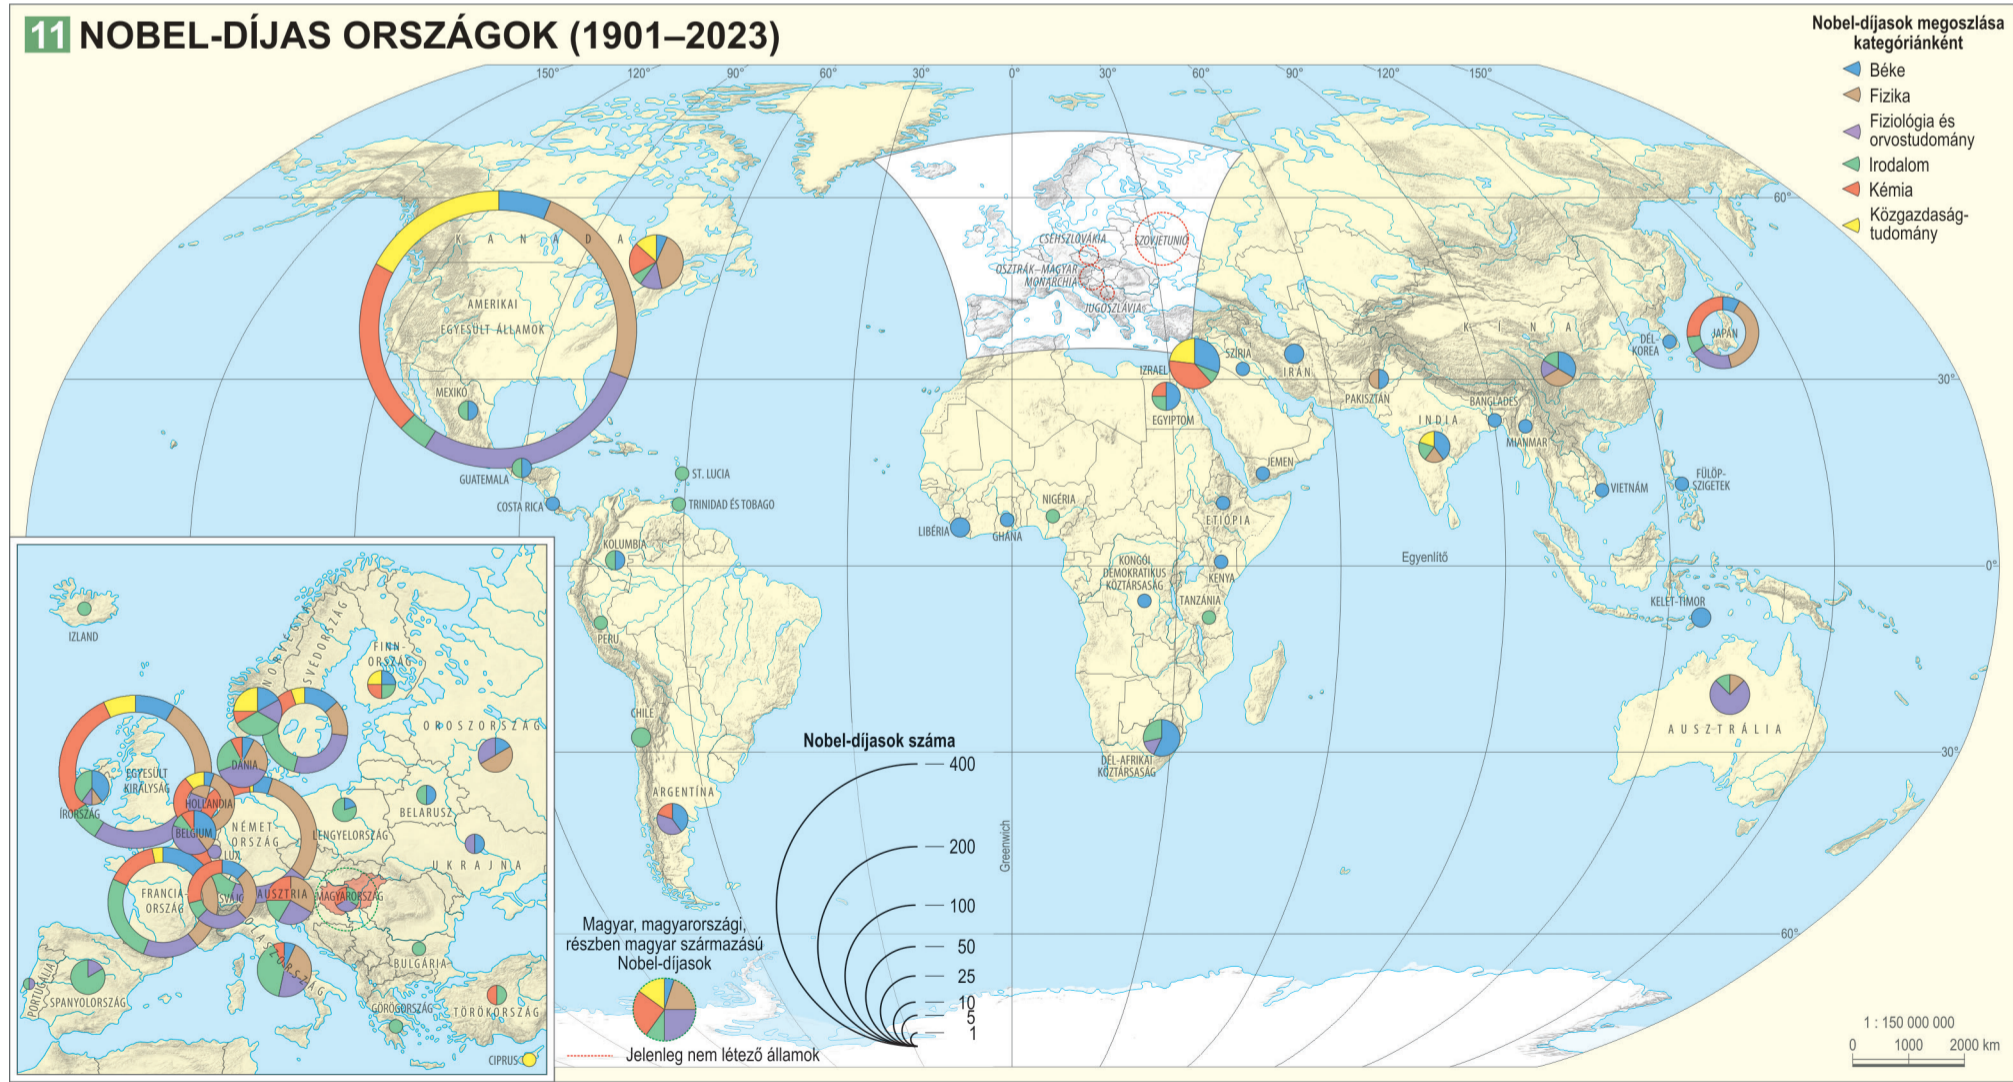 11 NOBEL-DÍJAS ORSZÁGOK (1901–2023)
Nobel-díjasok megoszlása
kategóriánként
Béke
Fizika
Fiziológia és
orvostudomány
Irodalom
Kémia
Közgazdaság-
tudomány
150° 120° 90° 60° 30° 0° 30° 60° 90° 120° 150°
60°
KANADA
AMERIKAI
EGYESÜLT ÁLLAMOK
MEXIKÓ
GUATEMALA
COSTA RICA
ST. LUCIA
TRINIDAD ÉS TOBAGO
KOLUMBIA
PERU
CHILE
ARGENTÍNA
CSEHSZLOVÁKIA
SZOVJETUNIÓ
OSZTRÁK–MAGYAR
MONARCHIA
JUGOSZLÁVIA
IZRAEL
SZÍRIA
IRÁN
EGYIPTOM
JEMEN
PAKISZTÁN
INDIA
BANGLADES
MIANMAR
KÍNA
DÉL-
KOREA
JAPÁN
30°
VIETNÁM
FÜLÖP-
SZIGETEK
LIBÉRIA
GHÁNA
NIGÉRIA
ETIÓPIA
KONGÓI
DEMOKRATIKUS
KÖZTÁRSASÁG
KENYA
TANZÁNIA
Egyenlítő
0°
KELET-TIMOR
DÉL-AFRIKAI
KÖZTÁRSASÁG
AUSZTRÁLIA
30°
60°
Greenwich
Nobel-díjasok száma
400
200
100
50
25
10
5
1
Magyar, magyarországi,
részben magyar származású
Nobel-díjasok
Jelenleg nem létező államok
1 : 150 000 000
0 1000 2000 km
IZLAND
NORVÉGIA
SVÉDORSZÁG
FINN-
ORSZÁG
OROSZORSZÁG
EGYESÜLT
KIRÁLYSÁG
ÍRORSZÁG
DÁNIA
HOLLANDIA
BELGIUM
LUX.
NÉMET
ORSZÁG
LENGYELORSZÁG
BELARUSZ
UKRAJNA
FRANCIA-
ORSZÁG
SVÁJC
AUSZTRIA
MAGYARORSZÁG
OLASZORSZÁG
BULGÁRIA
PORTUGÁLIA
SPANYOLORSZÁG
GÖRÖGORSZÁG
TÖRÖKORSZÁG
CIPRUS